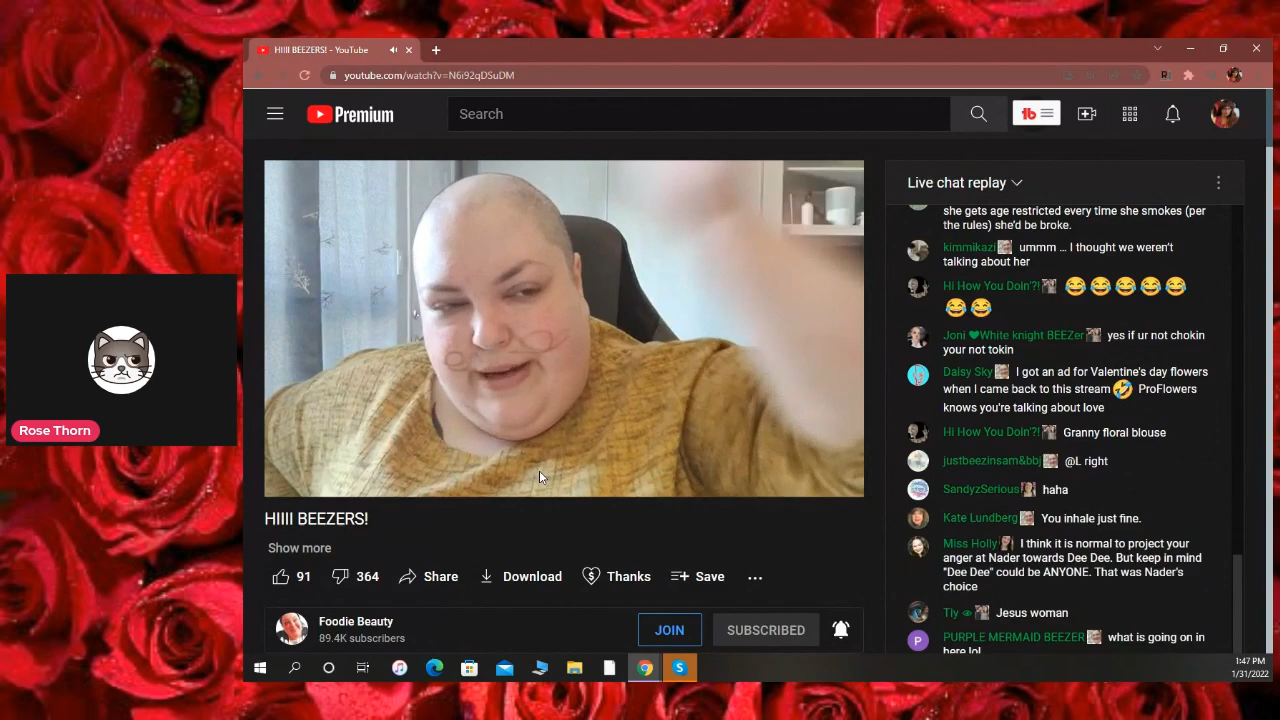 HIIII BEEZERS! - YouTube
youtube.com/watch?v=N6i92qDSuDM
Premium
Search
Live chat replay
she gets age restricted every time she smokes (per
the rules) she'd be broke.
kimmikazi ummm … I thought we weren't
talking about her
Hi How You Doin'?! 😂😂😂😂😂
😂😂
Joni ♥White knight BEEZer yes if ur not chokin
your not tokin
Daisy Sky I got an ad for Valentine's day flowers
when I came back to this stream 🤣 ProFlowers
knows you're talking about love
Hi How You Doin'?! Granny floral blouse
justbeezinsam&bbj @L right
SandyzSerious haha
Kate Lundberg You inhale just fine.
Miss Holly I think it is normal to project your
anger at Nader towards Dee Dee. But keep in mind
"Dee Dee" could be ANYONE. That was Nader's
choice
Tly Jesus woman
P PURPLE MERMAID BEEZER what is going on in
here lol
Rose Thorn
HIIII BEEZERS!
Show more
91 364 Share Download Thanks Save
Foodie Beauty
89.4K subscribers
JOIN SUBSCRIBED
1:47 PM
1/31/2022